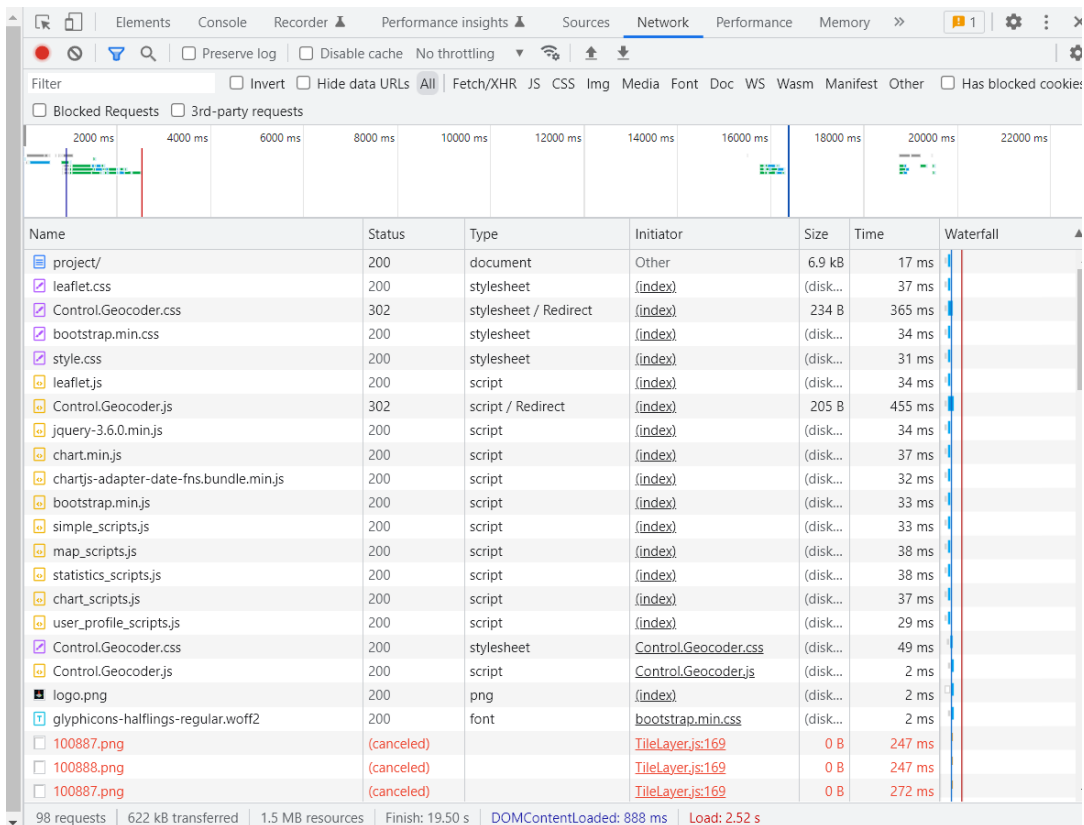 Elements Console Recorder Performance insights Sources Network Performance Memory » 1
Preserve log Disable cache No throttling
Filter Invert Hide data URLs All Fetch/XHR JS CSS Img Media Font Doc WS Wasm Manifest Other Has blocked cookies
Blocked Requests 3rd-party requests
2000 ms 4000 ms 6000 ms 8000 ms 10000 ms 12000 ms 14000 ms 16000 ms 18000 ms 20000 ms 22000 ms
Name Status Type Initiator Size Time Waterfall
project/ 200 document Other 6.9 kB 17 ms
leaflet.css 200 stylesheet (index) (disk... 37 ms
Control.Geocoder.css 302 stylesheet / Redirect (index) 234 B 365 ms
bootstrap.min.css 200 stylesheet (index) (disk... 34 ms
style.css 200 stylesheet (index) (disk... 31 ms
leaflet.js 200 script (index) (disk... 34 ms
Control.Geocoder.js 302 script / Redirect (index) 205 B 455 ms
jquery-3.6.0.min.js 200 script (index) (disk... 34 ms
chart.min.js 200 script (index) (disk... 37 ms
chartjs-adapter-date-fns.bundle.min.js 200 script (index) (disk... 32 ms
bootstrap.min.js 200 script (index) (disk... 33 ms
simple_scripts.js 200 script (index) (disk... 33 ms
map_scripts.js 200 script (index) (disk... 38 ms
statistics_scripts.js 200 script (index) (disk... 38 ms
chart_scripts.js 200 script (index) (disk... 37 ms
user_profile_scripts.js 200 script (index) (disk... 29 ms
Control.Geocoder.css 200 stylesheet Control.Geocoder.css (disk... 49 ms
Control.Geocoder.js 200 script Control.Geocoder.js (disk... 2 ms
logo.png 200 png (index) (disk... 2 ms
glyphicons-halflings-regular.woff2 200 font bootstrap.min.css (disk... 2 ms
100887.png (canceled) TileLayer.js:169 0 B 247 ms
100888.png (canceled) TileLayer.js:169 0 B 247 ms
100887.png (canceled) TileLayer.js:169 0 B 272 ms
98 requests 622 kB transferred 1.5 MB resources Finish: 19.50 s DOMContentLoaded: 888 ms Load: 2.52 s